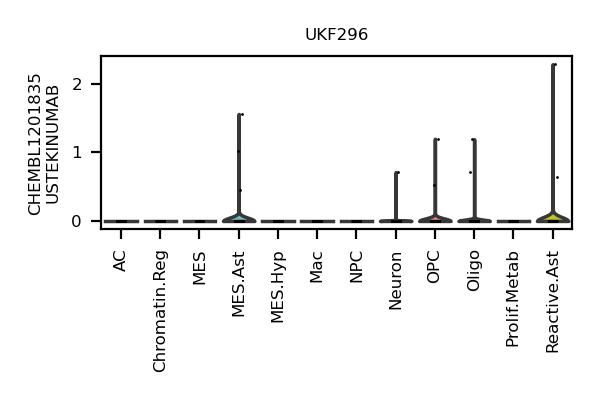 UKF296
CHEMBL1201835
USTEKINUMAB
2
1
0
AC
Chromatin.Reg
MES
MES.Ast
MES.Hyp
Mac
NPC
Neuron
OPC
Oligo
Prolif.Metab
Reactive.Ast